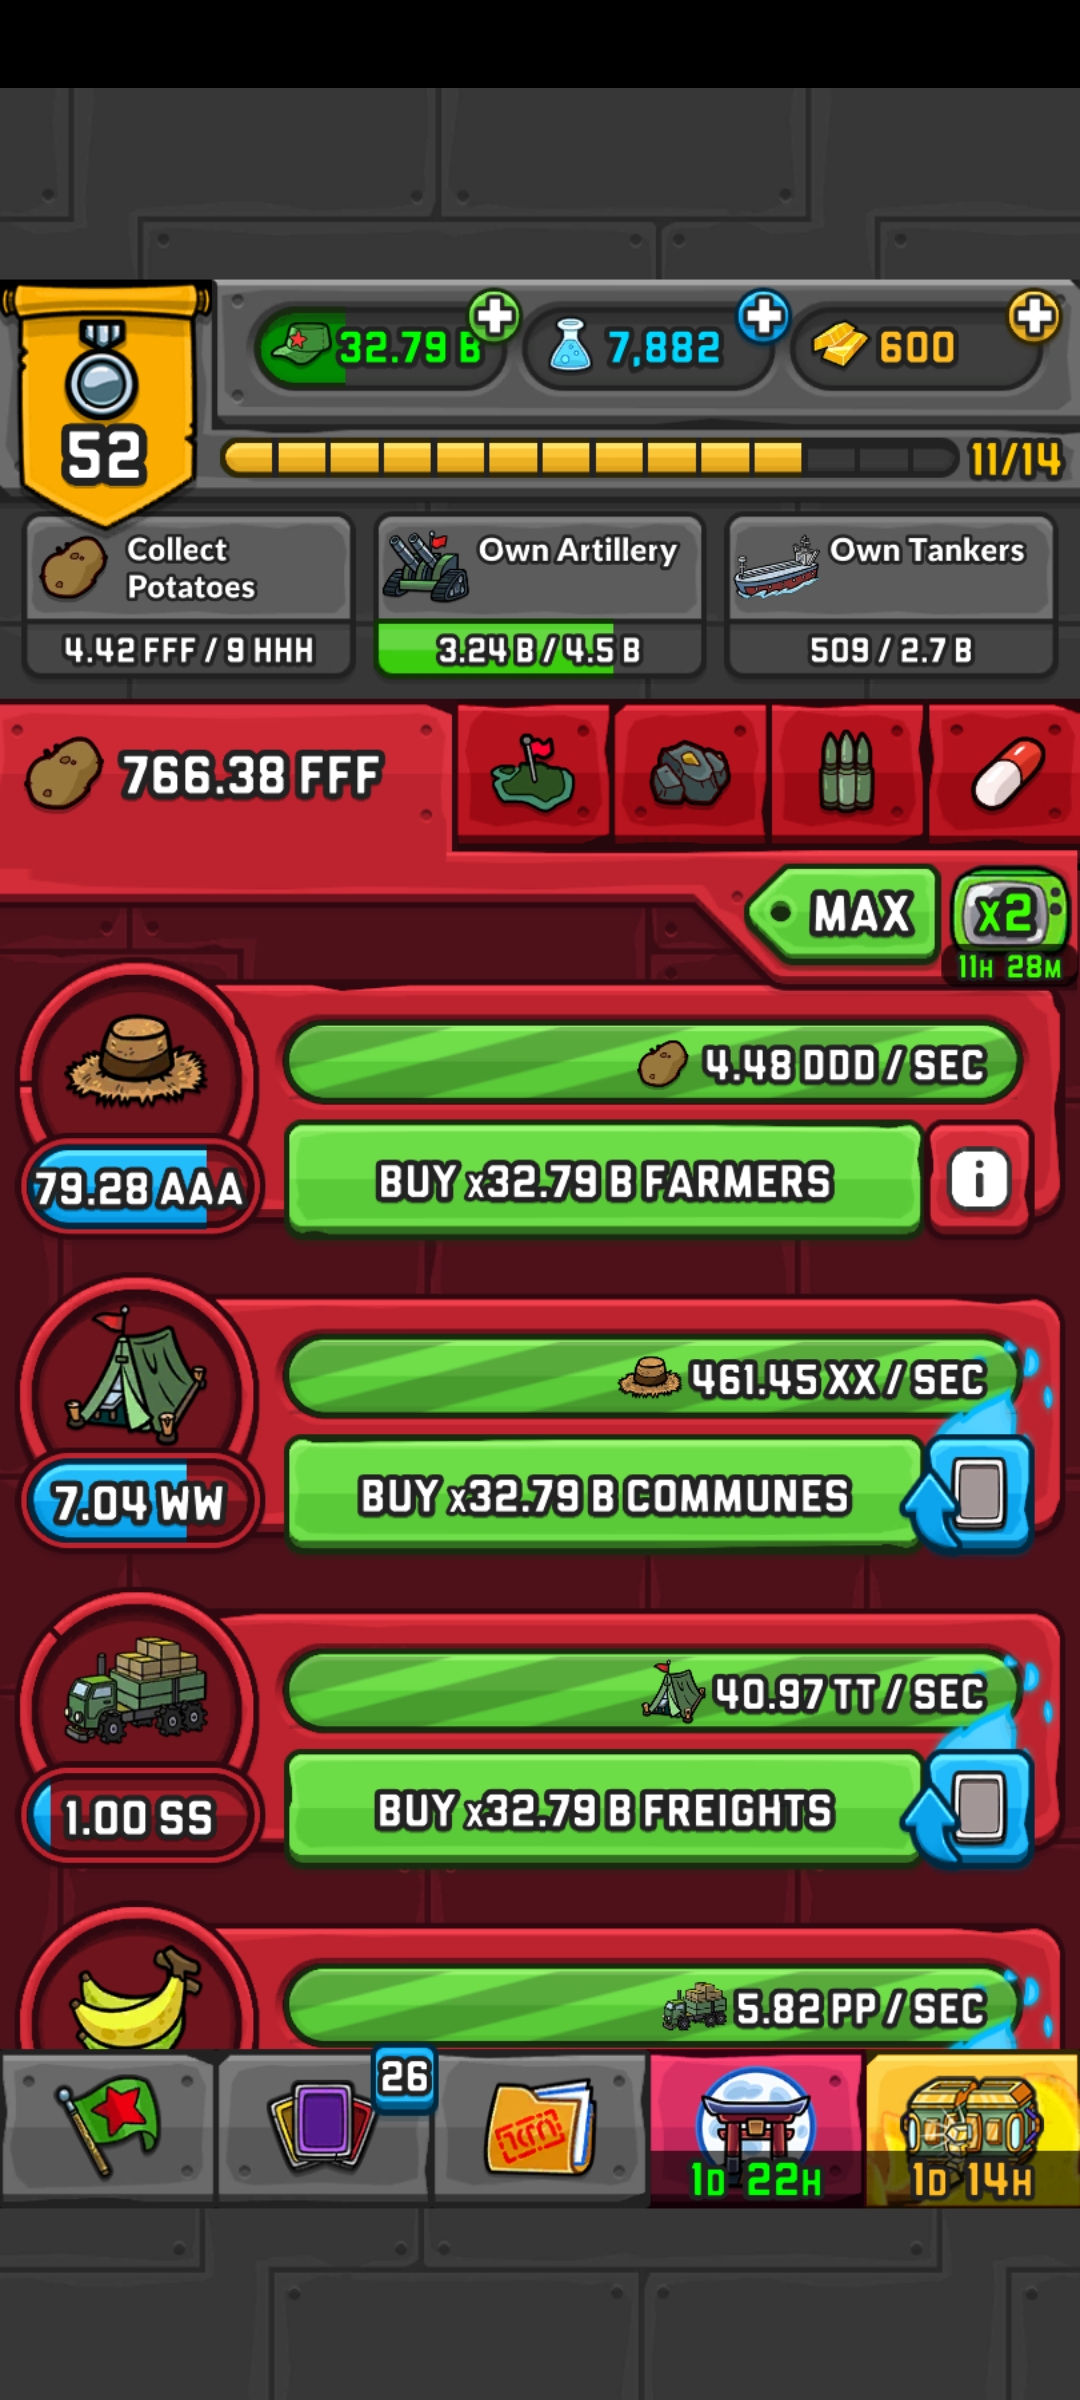 52
32.79 B
7,882
600
11/14
Collect
Potatoes
4.42 FFF / 9 HHH
Own Artillery
3.24 B / 4.5 B
Own Tankers
509 / 2.7 B
766.38 FFF
MAX
x2
11H 28M
4.48 DDD / SEC
79.28 AAA
BUY x32.79 B FARMERS
i
461.45 XX / SEC
7.04 WW
BUY x32.79 B COMMUNES
40.97 TT / SEC
1.00 SS
BUY x32.79 B FREIGHTS
5.82 PP / SEC
26
1D 22H
1D 14H